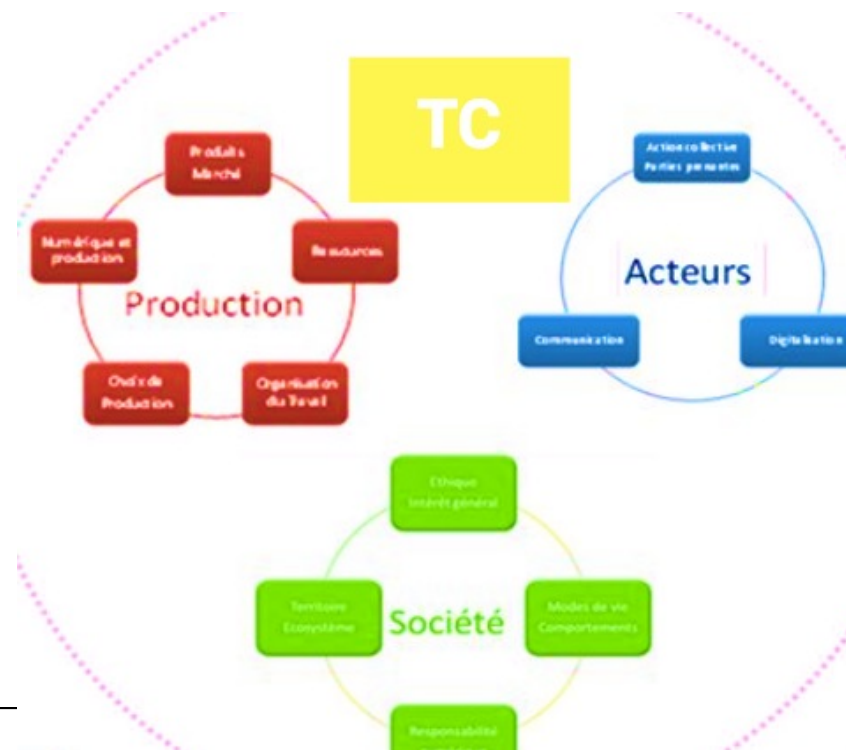 TC
Produits
Marché
Action collective
Parties prenantes
Numérique et
production
Ressources
Production
Acteurs
Communication
Digitalisation
Choix de
Production
Organisation
du Travail
Ethique
Intérêt général
Territoire
Ecosystème
Société
Modes de vie
Comportements
Responsabilité